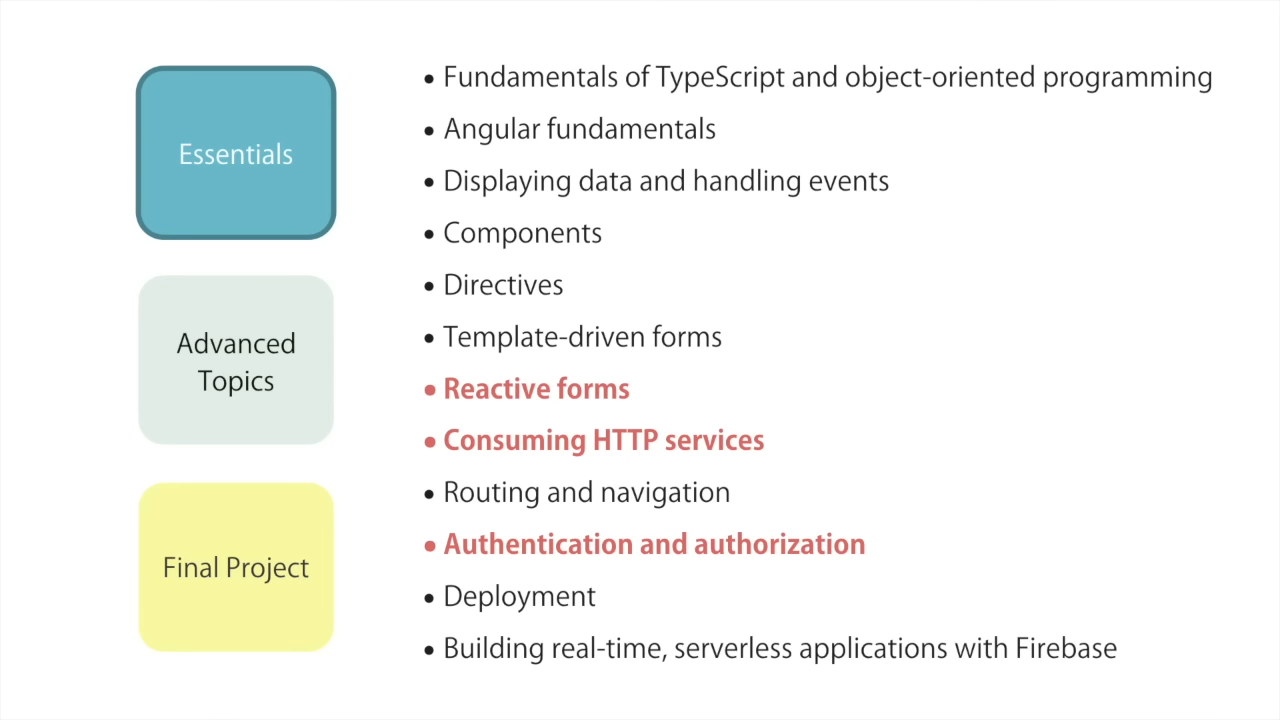 Essentials
Advanced
Topics
Final Project
• Fundamentals of TypeScript and object-oriented programming
• Angular fundamentals
• Displaying data and handling events
• Components
• Directives
• Template-driven forms
• Reactive forms
• Consuming HTTP services
• Routing and navigation
• Authentication and authorization
• Deployment
• Building real-time, serverless applications with Firebase